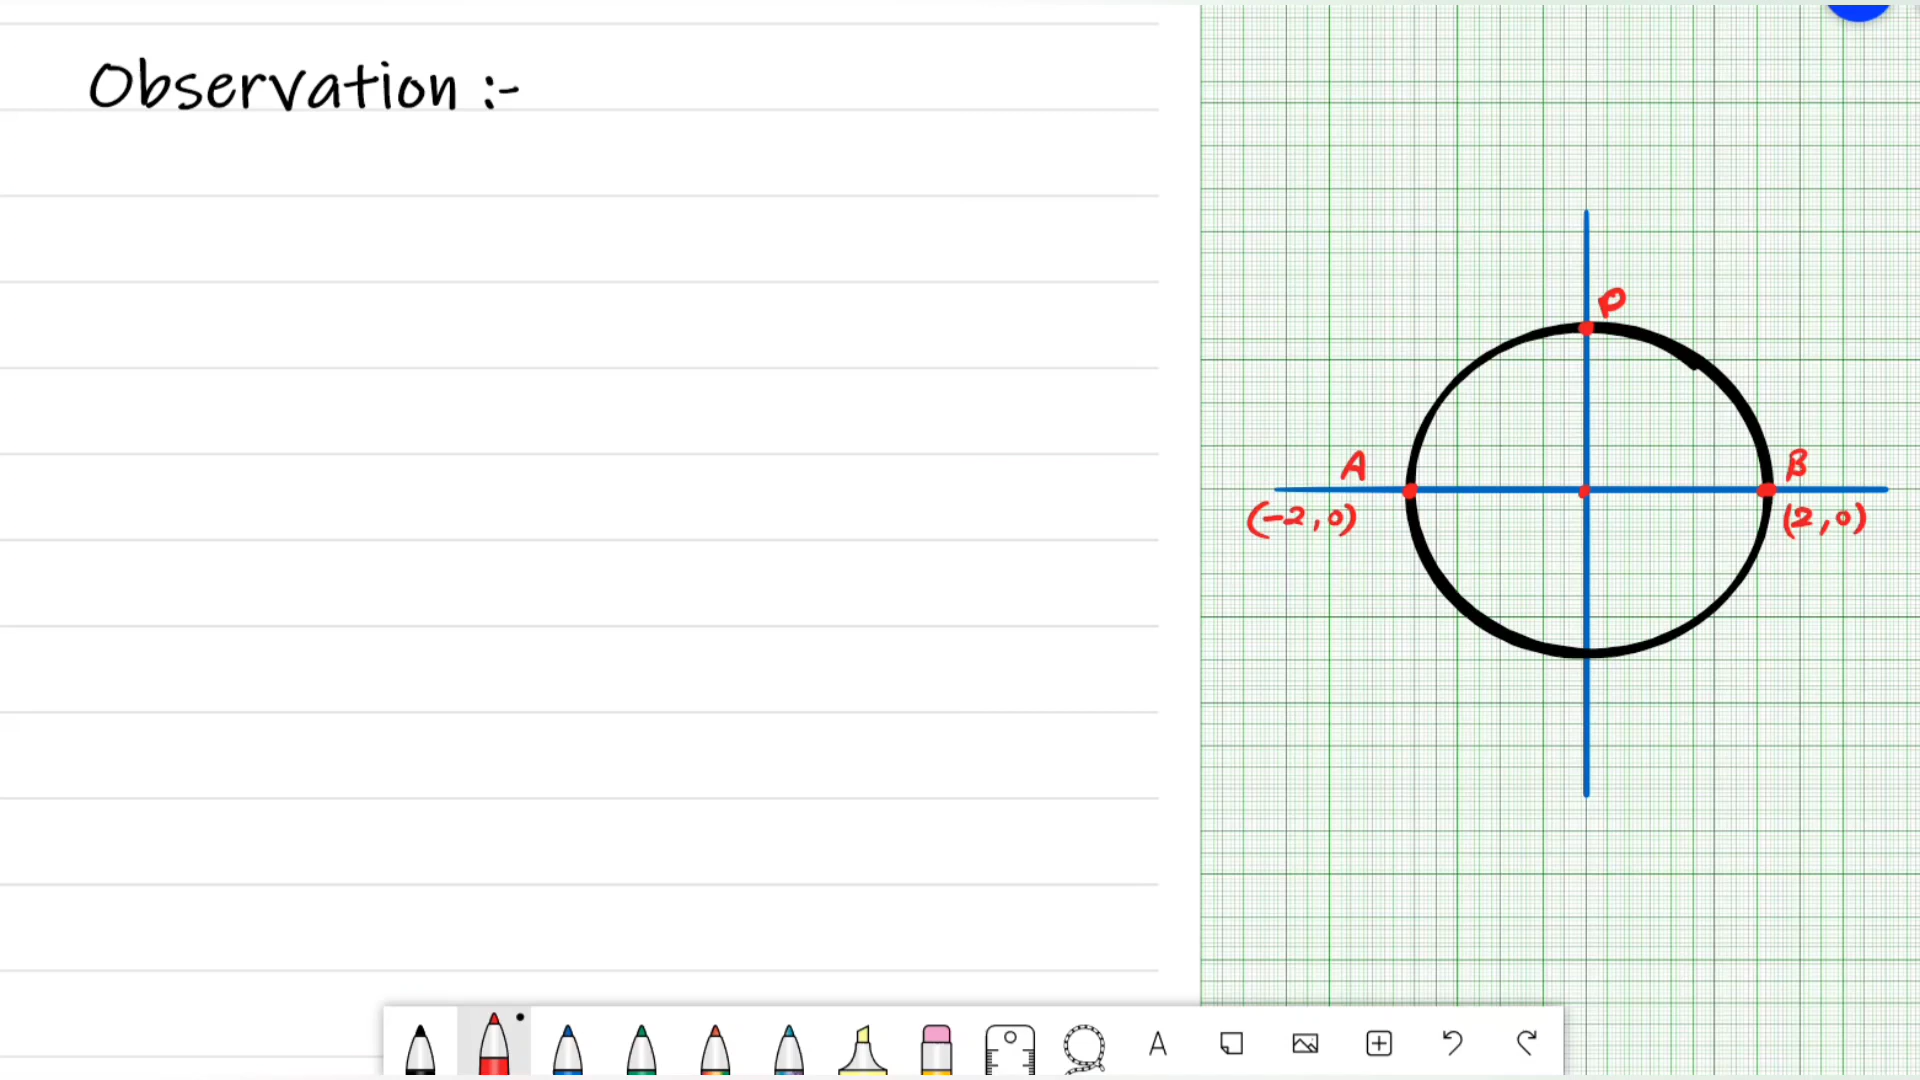 Observation :-
P
A
B
(-2,0)
(2,0)
A